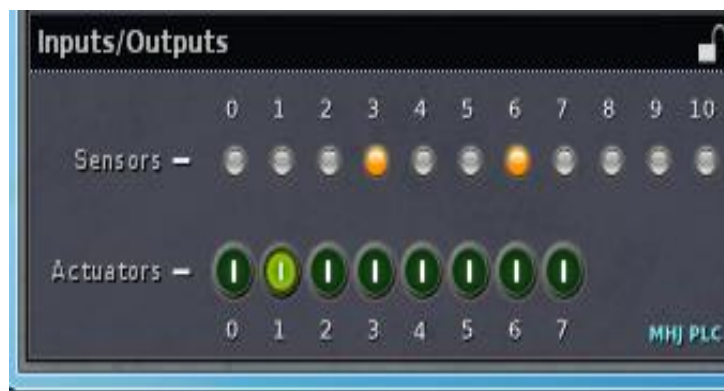 Inputs/Outputs
0 1 2 3 4 5 6 7 8 9 10
Sensors
Actuators
0 1 2 3 4 5 6 7
MHJ PLC